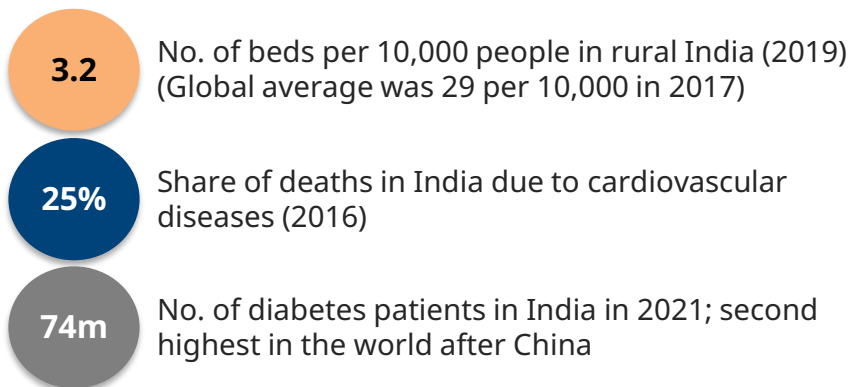 3.2
No. of beds per 10,000 people in rural India (2019)
(Global average was 29 per 10,000 in 2017)
25%
Share of deaths in India due to cardiovascular
diseases (2016)
74m
No. of diabetes patients in India in 2021; second
highest in the world after China